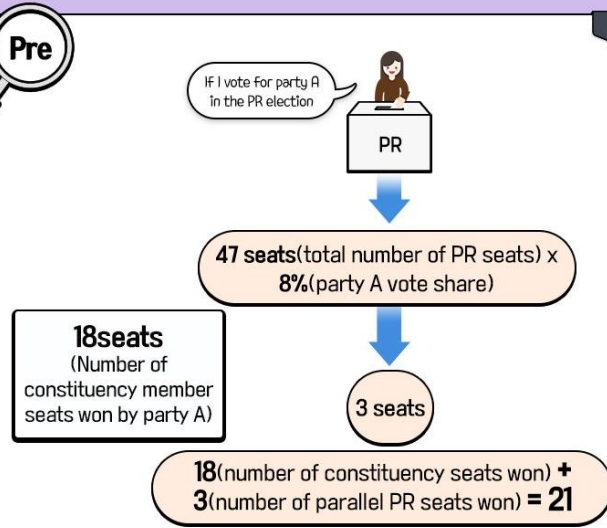 Pre
If I vote for party A
in the PR election
PR
47 seats(total number of PR seats) x
8%(party A vote share)
18seats
(Number of
constituency member
seats won by party A)
3 seats
18(number of constituency seats won) +
3(number of parallel PR seats won) = 21